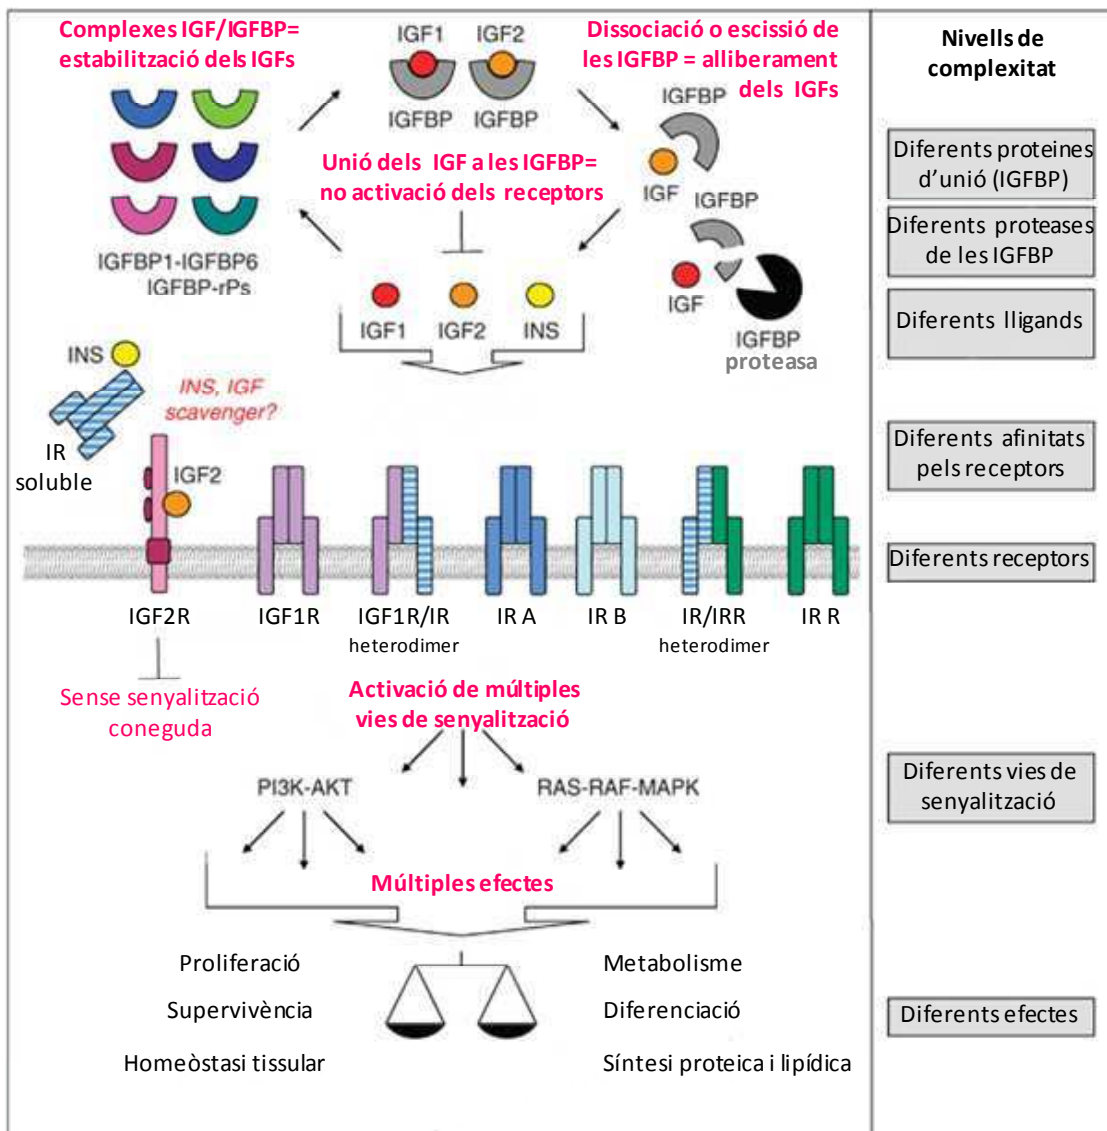 Complexes IGF/IGFBP=
estabilització dels IGFs
IGF1
IGF2
IGFBP
IGFBP
Dissociació o escissió de
les IGFBP = alliberament
dels IGFs
IGFBP
IGF
IGFBP
IGF
IGFBP
proteasa
Unió dels IGF a les IGFBP=
no activació dels receptors
IGFBP1-IGFBP6
IGFBP-rPs
IGF1
IGF2
INS
INS
INS, IGF
scavenger?
IR
soluble
IGF2
IGF2R
IGF1R
IGF1R/IR
heterodimer
IR A
IR B
IR/IRR
heterodimer
IR R
Sense senyalització
coneguda
Activació de múltiples
vies de senyalització
PI3K-AKT
RAS-RAF-MAPK
Múltiples efectes
Proliferació
Supervivència
Homeòstasi tissular
Metabolisme
Diferenciació
Síntesi proteica i lipídica
Nivells de
complexitat
Diferents proteines
d'unió (IGFBP)
Diferents proteases
de les IGFBP
Diferents lligands
Diferents afinitats
pels receptors
Diferents receptors
Diferents vies de
senyalització
Diferents efectes